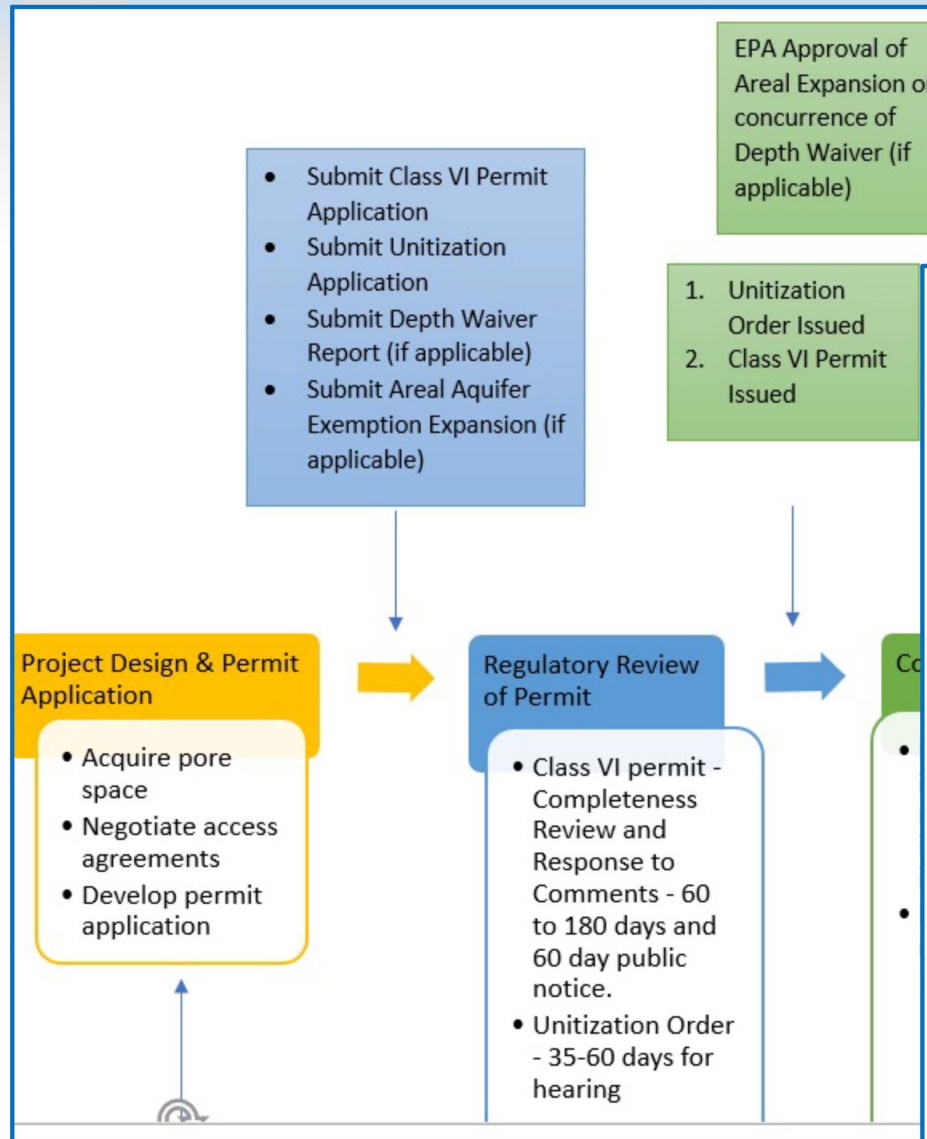 EPA Approval of
Areal Expansion or
concurrence of
Depth Waiver (if
applicable)
• Submit Class VI Permit
Application
• Submit Unitization
Application
• Submit Depth Waiver
Report (if applicable)
• Submit Areal Aquifer
Exemption Expansion (if
applicable)
1. Unitization
Order Issued
2. Class VI Permit
Issued
Project Design & Permit
Application
• Acquire pore
space
• Negotiate access
agreements
• Develop permit
application
Regulatory Review
of Permit
• Class VI permit -
Completeness
Review and
Response to
Comments - 60
to 180 days and
60 day public
notice.
• Unitization Order
- 35-60 days for
hearing